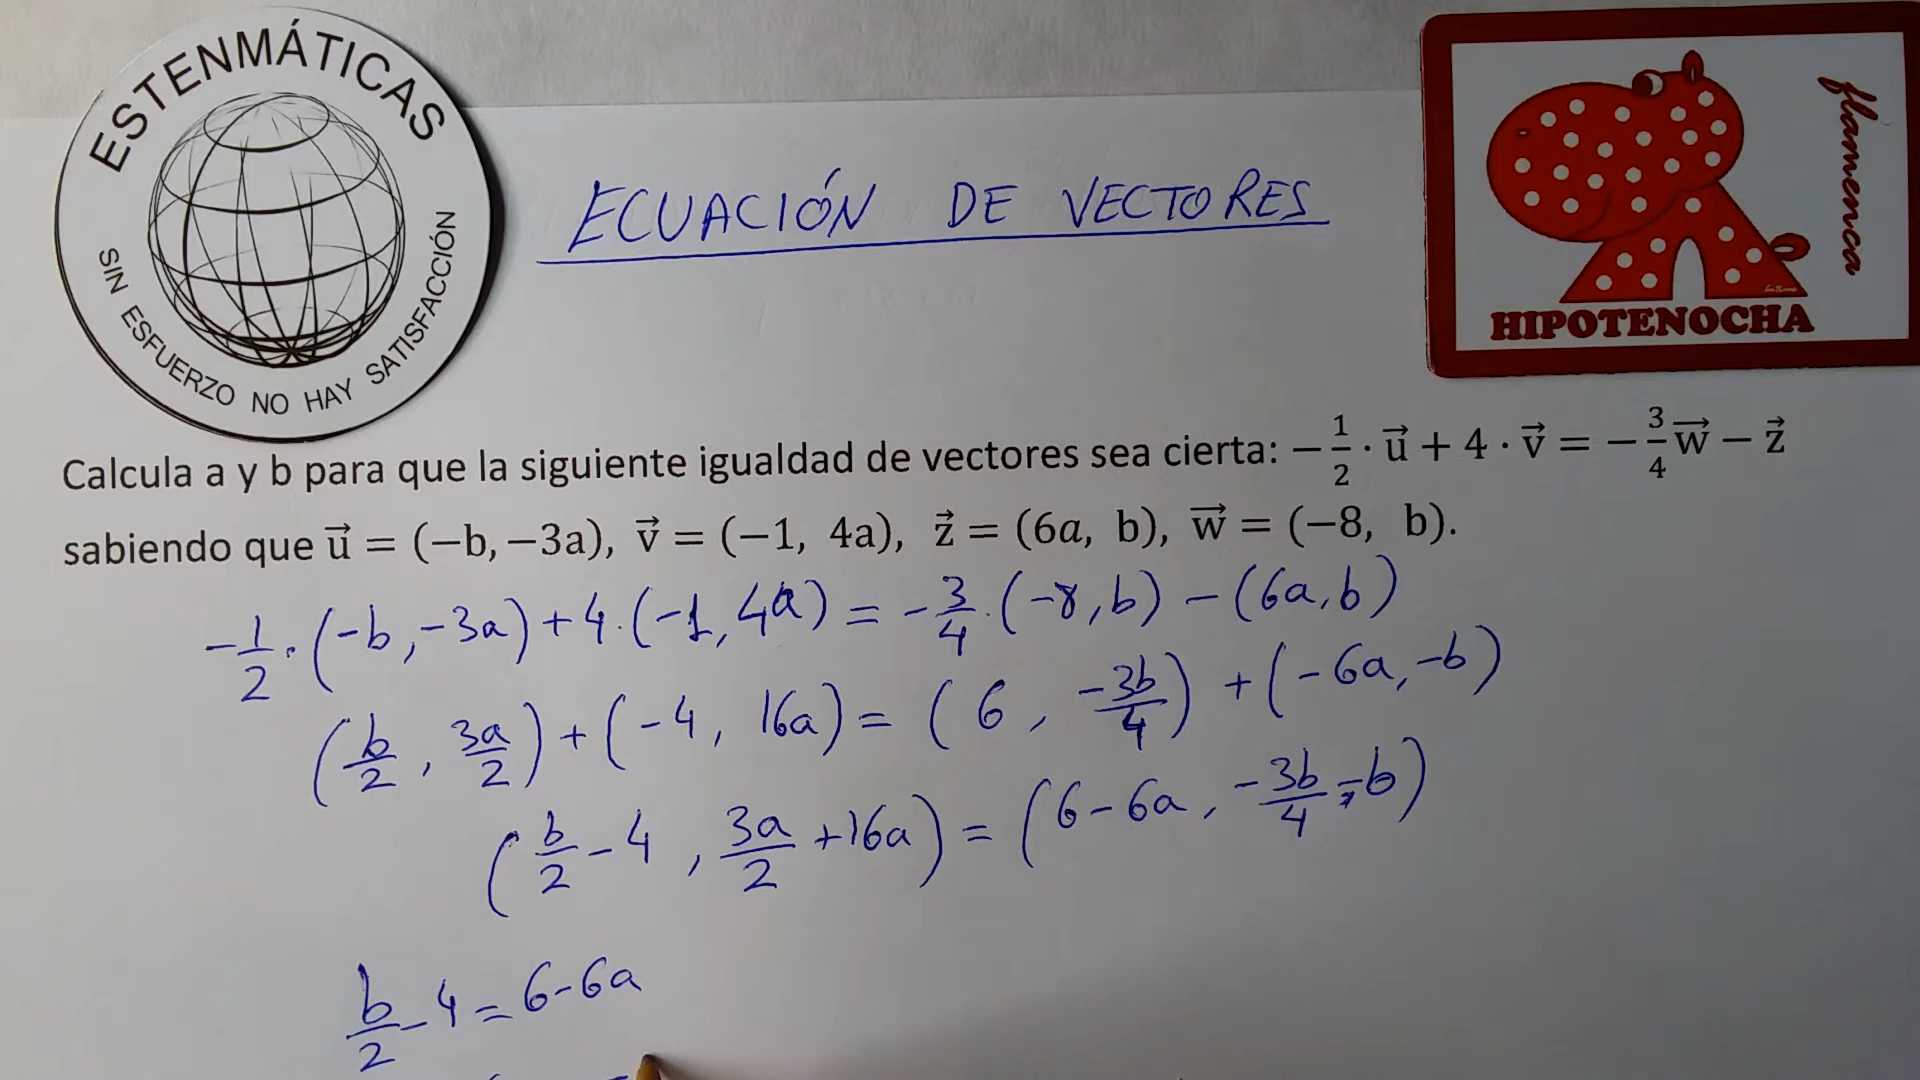 ESTENMÁTICAS
SIN ESFUERZO NO HAY SATISFACCIÓN
ECUACIÓN DE VECTORES
flamenca
HIPOTENOCHA
Calcula a y b para que la siguiente igualdad de vectores sea cierta: −1/2 · u⃗ + 4 · v⃗ = −3/4 w⃗ − z⃗
sabiendo que u⃗ = (−b, −3a), v⃗ = (−1, 4a), z⃗ = (6a, b), w⃗ = (−8, b).
-1/2 · (-b, -3a) + 4 · (-1, 4a) = -3/4 · (-8, b) - (6a, b)
(b/2, 3a/2) + (-4, 16a) = (6, -3b/4) + (-6a, -b)
(b/2 - 4, 3a/2 + 16a) = (6 - 6a, -3b/4 - b)
b/2 - 4 = 6 - 6a